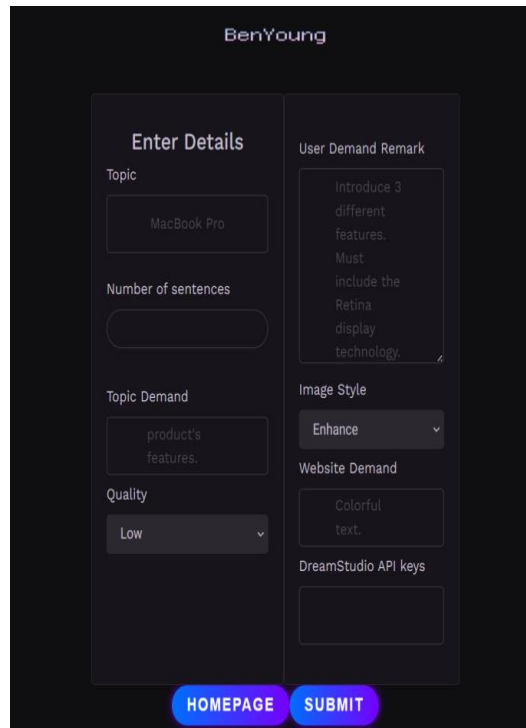 BenYoung
Enter Details
Topic
MacBook Pro
Number of sentences
Topic Demand
product's
features.
Quality
Low
User Demand Remark
Introduce 3
different
features.
Must
include the
Retina
display
technology.
Image Style
Enhance
Website Demand
Colorful
text.
DreamStudio API keys
HOMEPAGE
SUBMIT